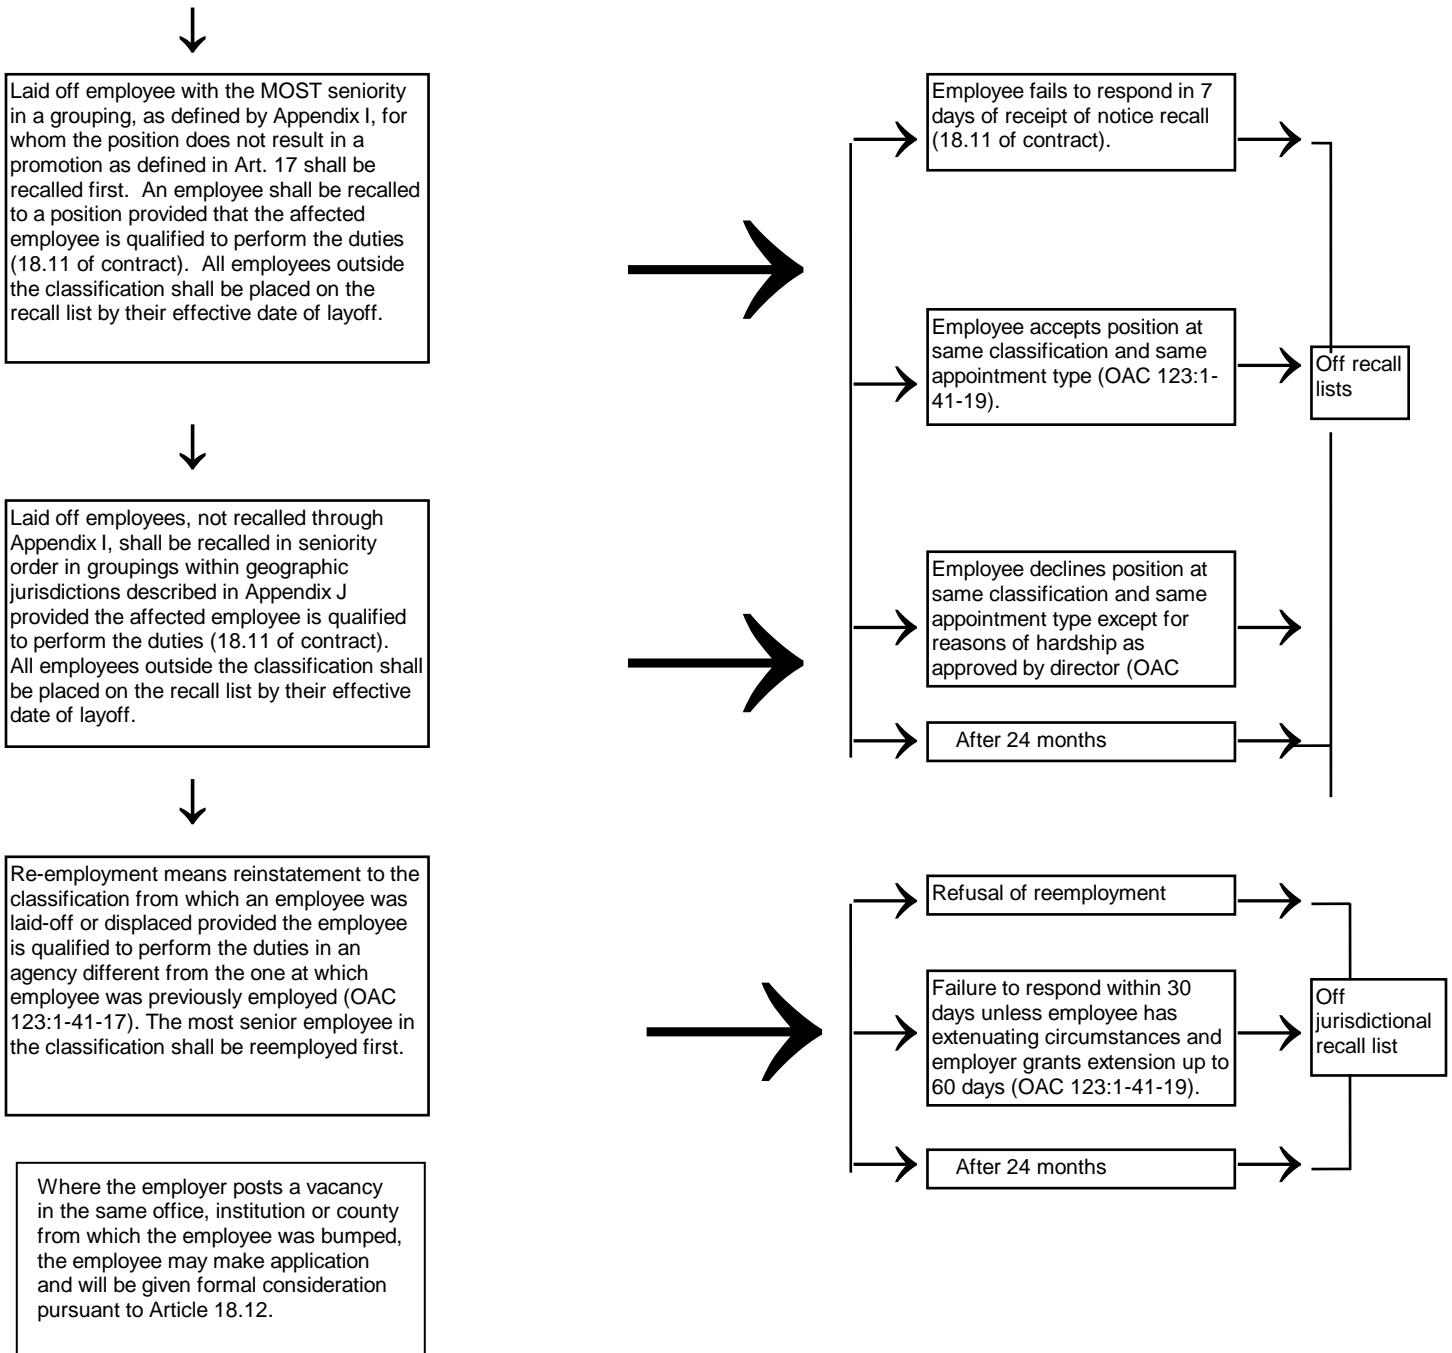 Laid off employee with the MOST seniority
in a grouping, as defined by Appendix I, for
whom the position does not result in a
promotion as defined in Art. 17 shall be
recalled first.  An employee shall be recalled
to a position provided that the affected
employee is qualified to perform the duties
(18.11 of contract).  All employees outside
the classification shall be placed on the
recall list by their effective date of layoff.
Employee fails to respond in 7
days of receipt of notice recall
(18.11 of contract).
Employee accepts position at
same classification and same
appointment type (OAC 123:1-
41-19).
Off recall
lists
Laid off employees, not recalled through
Appendix I, shall be recalled in seniority
order in groupings within geographic
jurisdictions described in Appendix J
provided the affected employee is qualified
to perform the duties (18.11 of contract).
All employees outside the classification shall
be placed on the recall list by their effective
date of layoff.
Employee declines position at
same classification and same
appointment type except for
reasons of hardship as
approved by director (OAC
After 24 months
Re-employment means reinstatement to the
classification from which an employee was
laid-off or displaced provided the employee
is qualified to perform the duties in an
agency different from the one at which
employee was previously employed (OAC
123:1-41-17). The most senior employee in
the classification shall be reemployed first.
Refusal of reemployment
Failure to respond within 30
days unless employee has
extenuating circumstances and
employer grants extension up to
60 days (OAC 123:1-41-19).
Off
jurisdictional
recall list
After 24 months
Where the employer posts a vacancy
in the same office, institution or county
from which the employee was bumped,
the employee may make application
and will be given formal consideration
pursuant to Article 18.12.